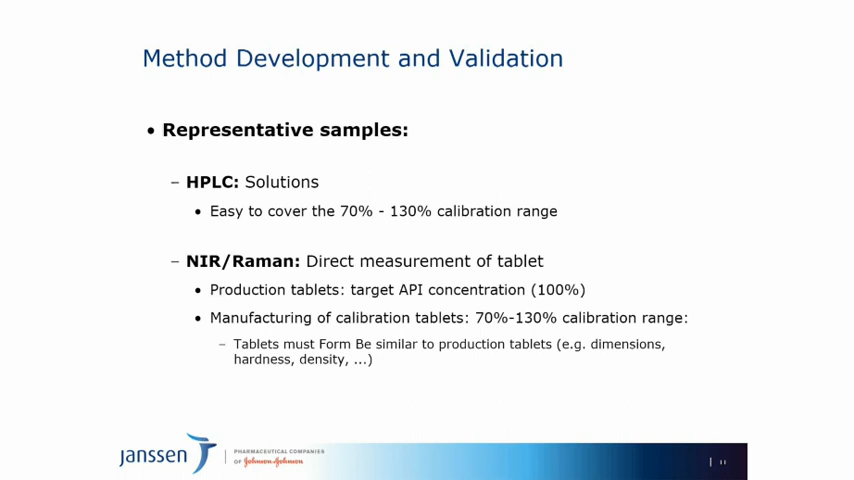 Method Development and Validation
• Representative samples:
– HPLC: Solutions
• Easy to cover the 70% - 130% calibration range
– NIR/Raman: Direct measurement of tablet
• Production tablets: target API concentration (100%)
• Manufacturing of calibration tablets: 70%-130% calibration range:
– Tablets must Form Be similar to production tablets (e.g. dimensions,
hardness, density, ...)
janssen
PHARMACEUTICAL COMPANIES
OF Johnson & Johnson
| 11